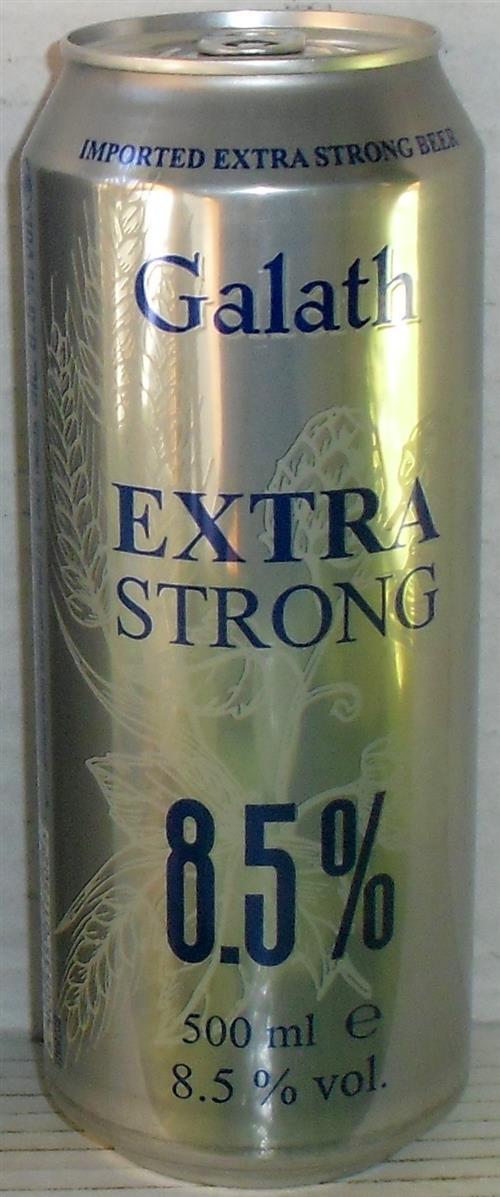 IMPORTED EXTRA STRONG BEER
Galath
EXTRA
STRONG
8.5%
500 ml e
8.5 % vol.